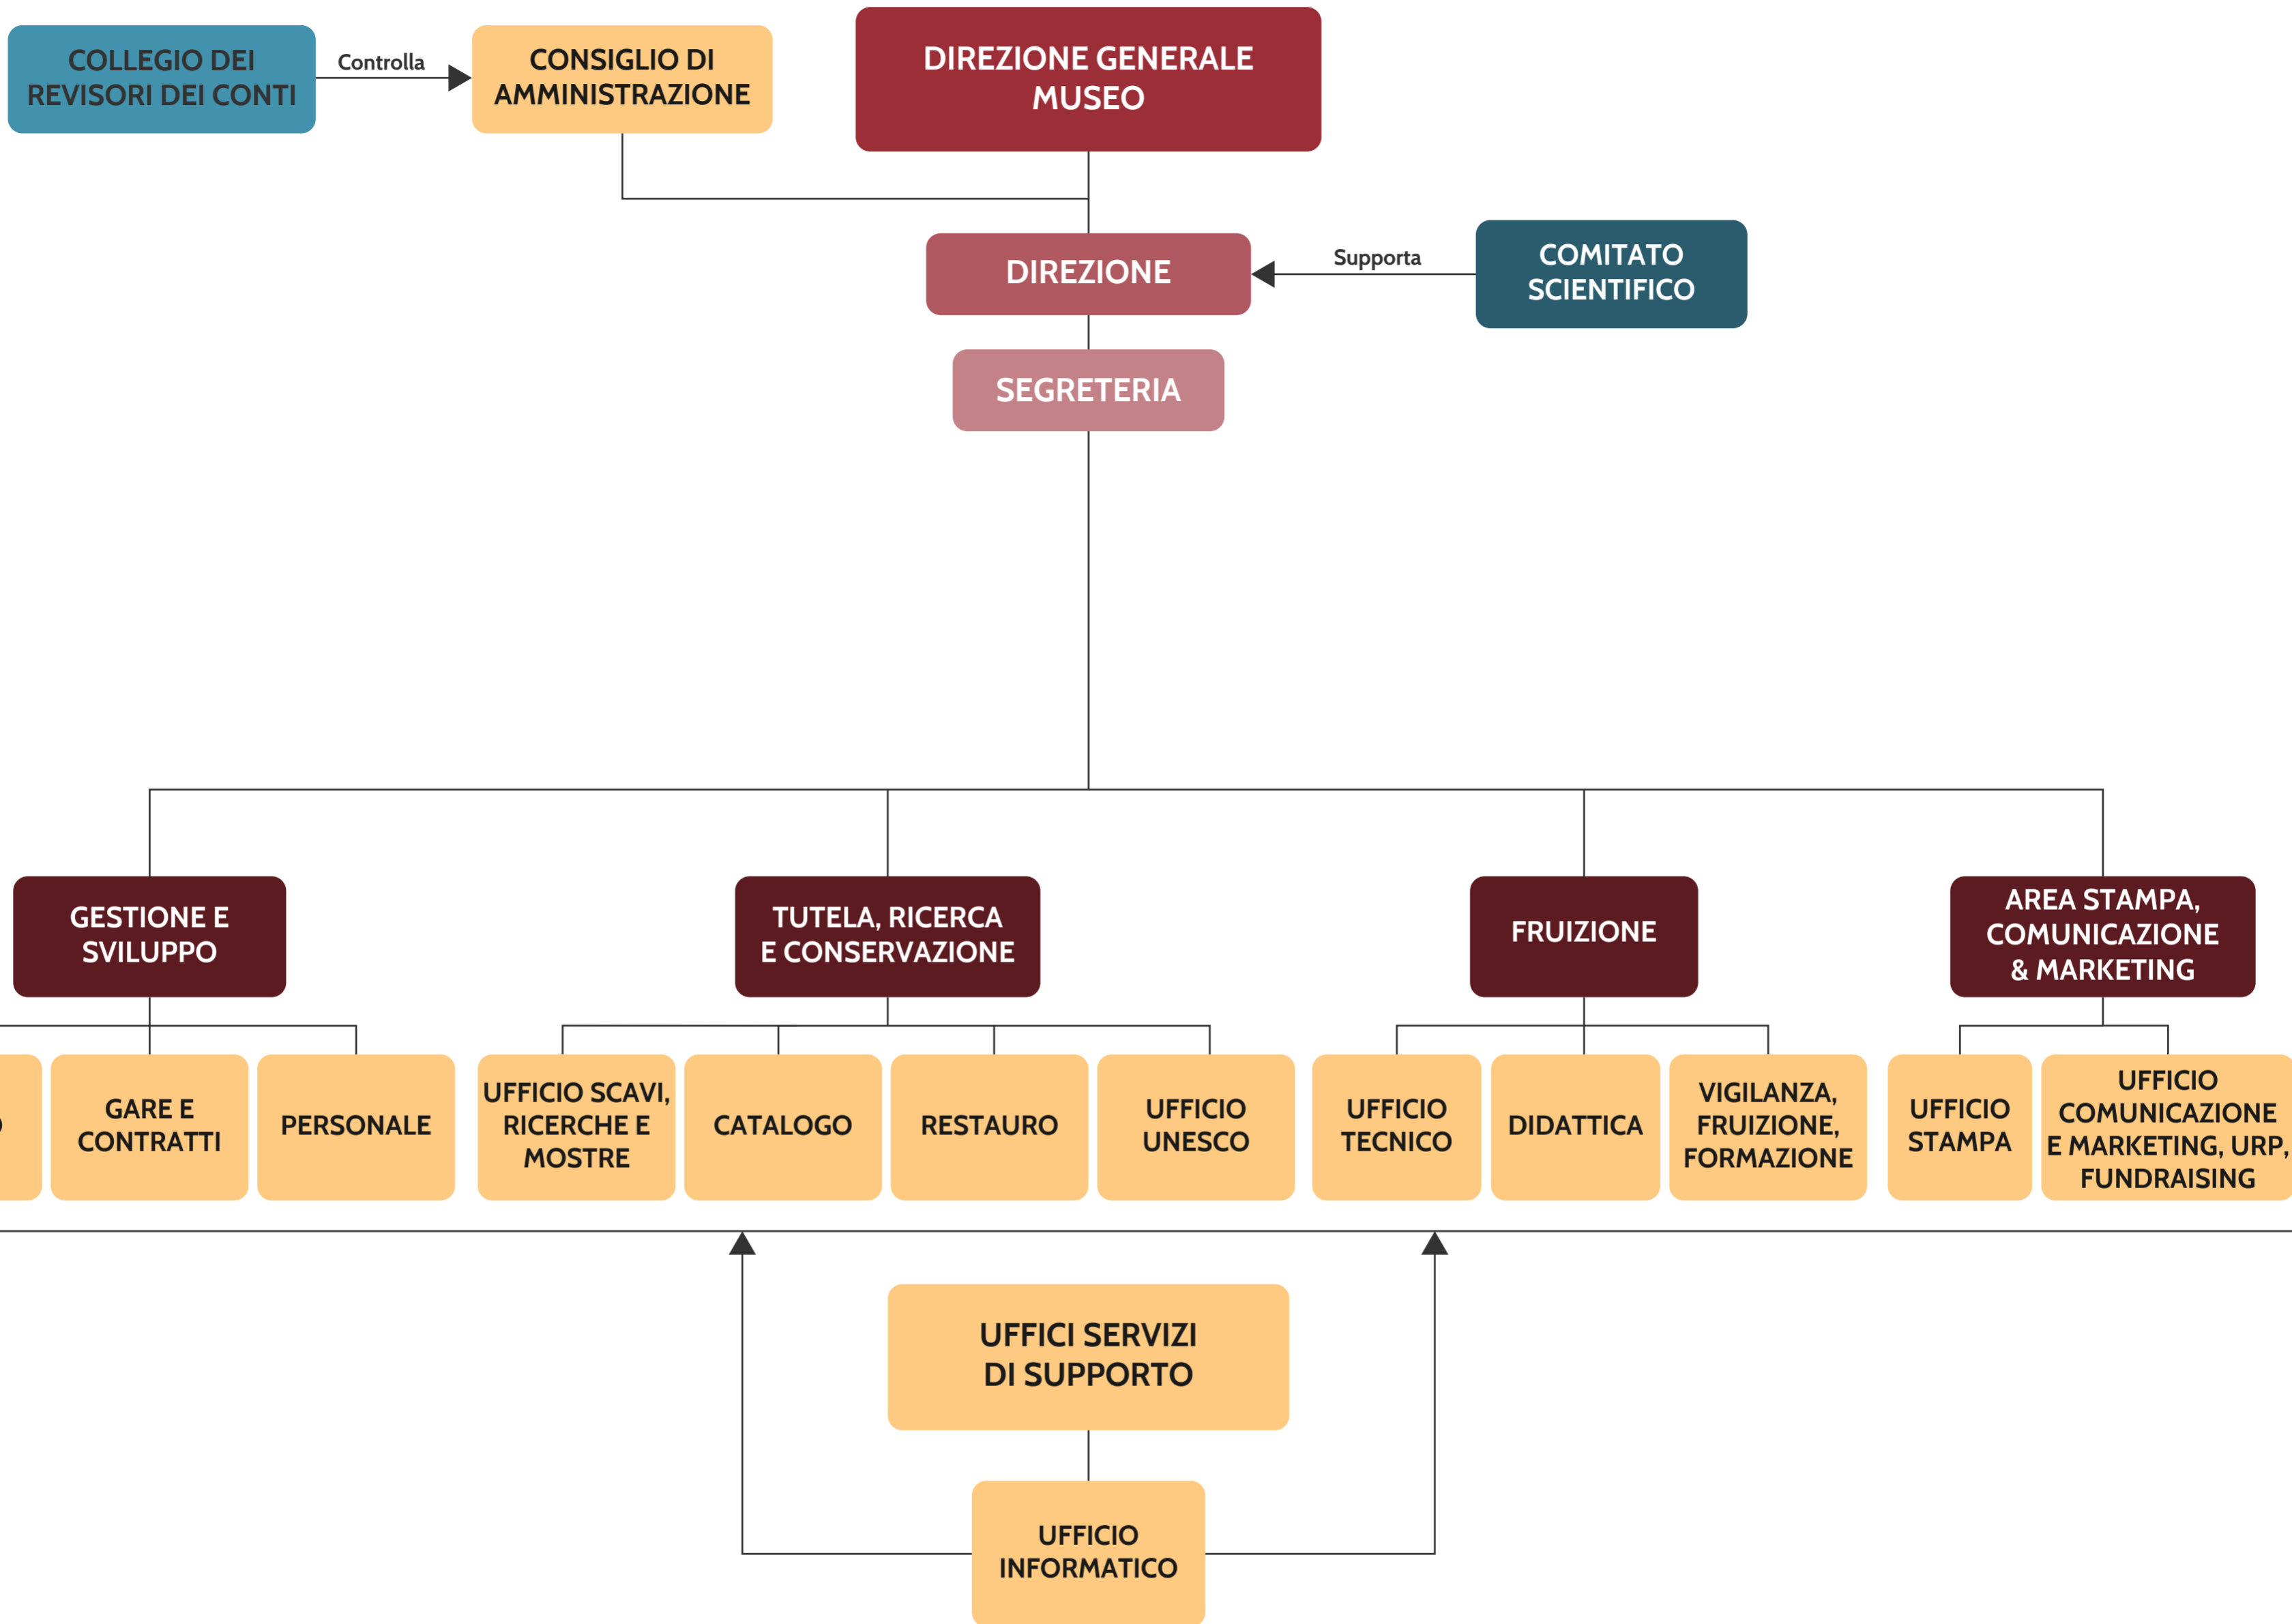 COLLEGIO DEI
REVISORI DEI CONTI
Controlla
CONSIGLIO DI
AMMINISTRAZIONE
DIREZIONE GENERALE
MUSEO
DIREZIONE
Supporta
COMITATO
SCIENTIFICO
SEGRETERIA
GESTIONE E
SVILUPPO
TUTELA, RICERCA
E CONSERVAZIONE
FRUIZIONE
AREA STAMPA,
COMUNICAZIONE
& MARKETING
GARE E
CONTRATTI
PERSONALE
UFFICIO SCAVI,
RICERCHE E
MOSTRE
CATALOGO
RESTAURO
UFFICIO
UNESCO
UFFICIO
TECNICO
DIDATTICA
VIGILANZA,
FRUIZIONE,
FORMAZIONE
UFFICIO
STAMPA
UFFICIO
COMUNICAZIONE
E MARKETING, URP,
FUNDRAISING
UFFICI SERVIZI
DI SUPPORTO
UFFICIO
INFORMATICO